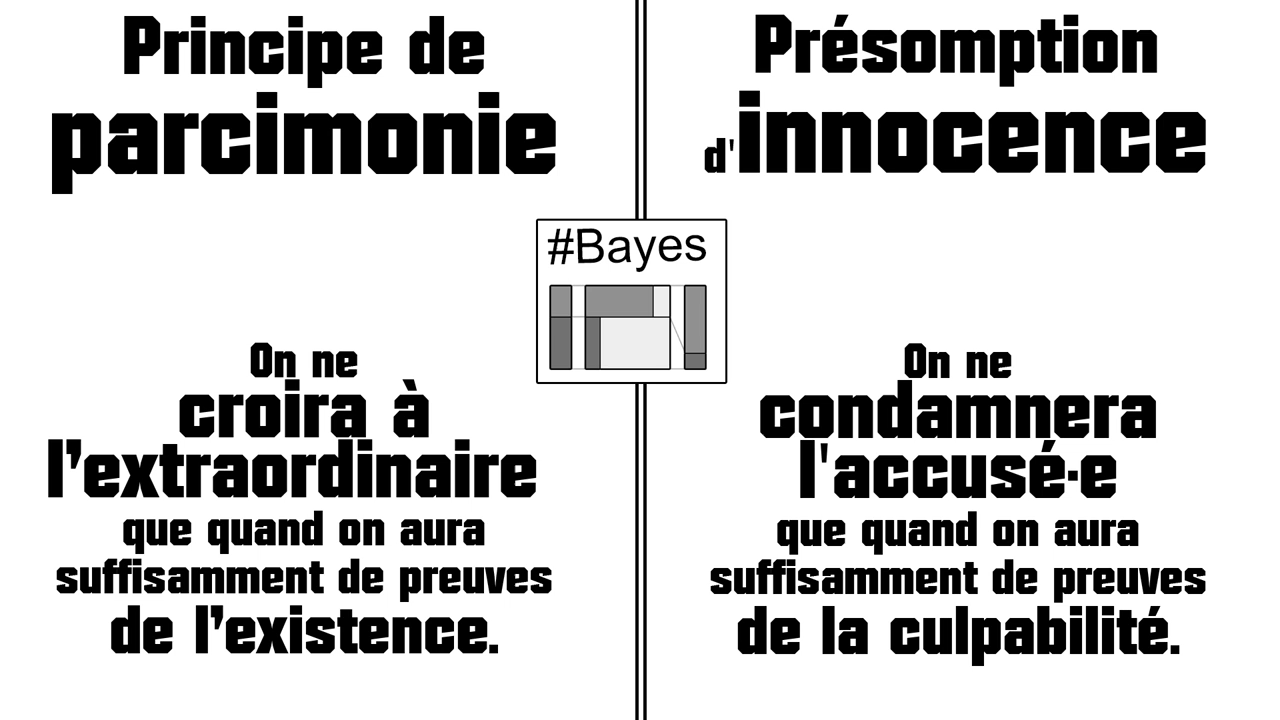 Principe de
parcimonie
On ne
croira à
l’extraordinaire
que quand on aura
suffisamment de preuves
de l’existence.
#Bayes
Présomption
d'innocence
On ne
condamnera
l'accusé·e
que quand on aura
suffisamment de preuves
de la culpabilité.